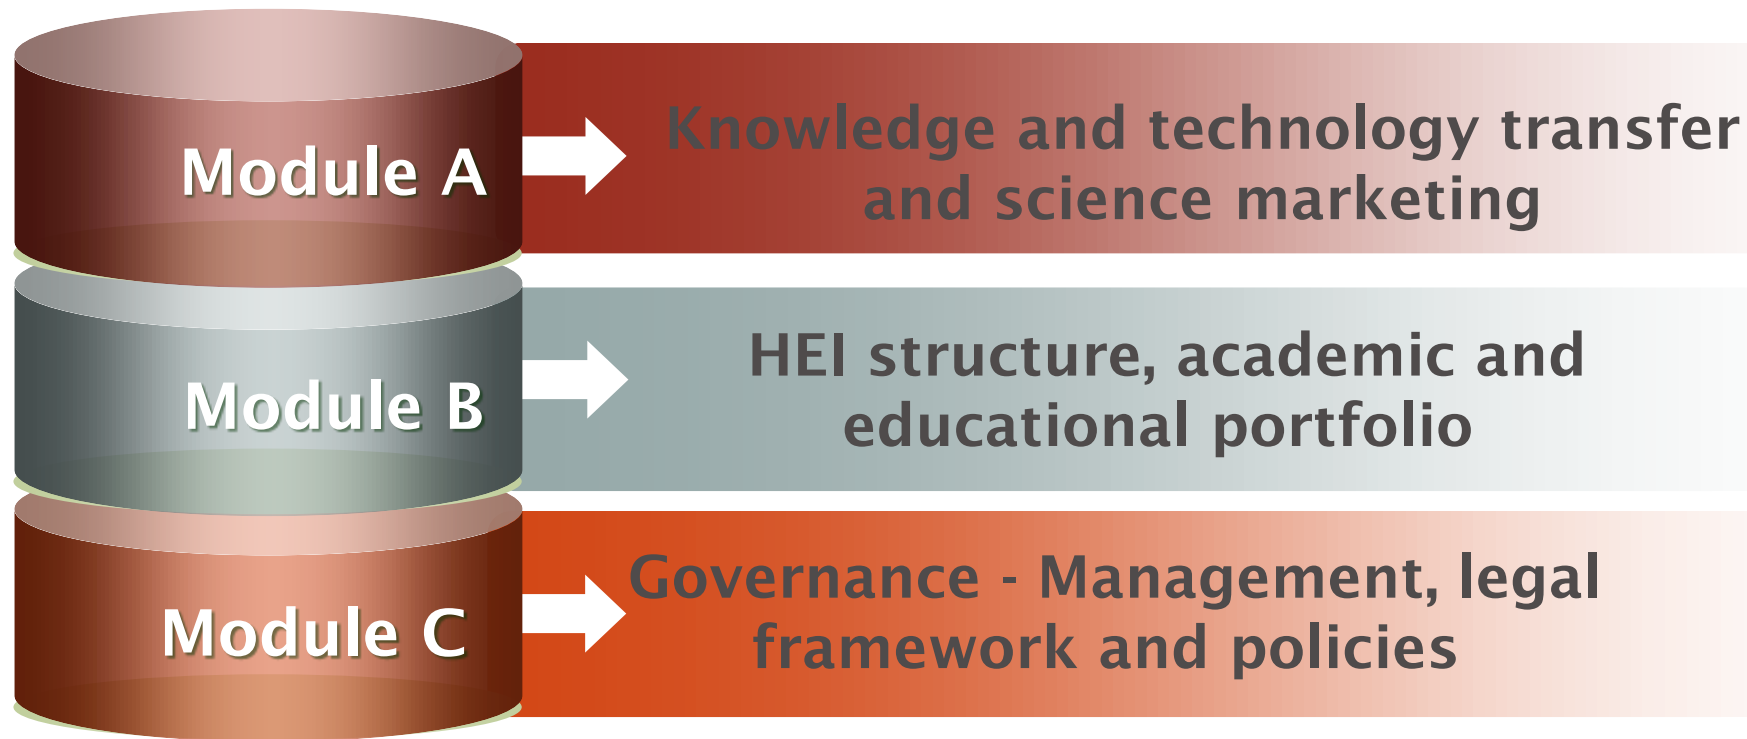 Module A
Knowledge and technology transfer
and science marketing
Module B
HEI structure, academic and
educational portfolio
Module C
Governance - Management, legal
framework and policies